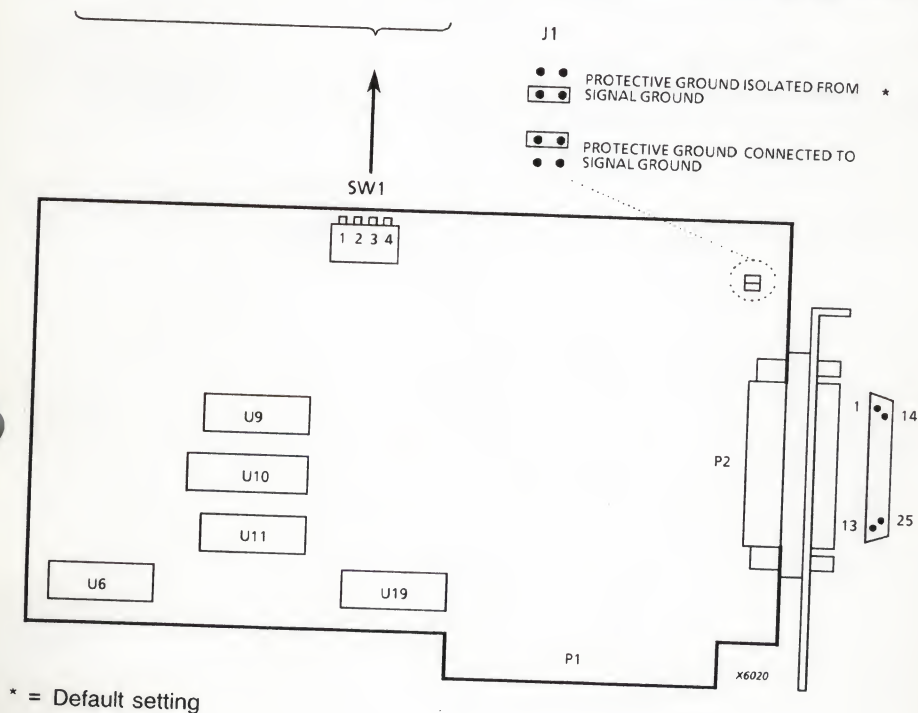 J1
PROTECTIVE GROUND ISOLATED FROM *
SIGNAL GROUND
PROTECTIVE GROUND CONNECTED TO
SIGNAL GROUND
SW1
1 2 3 4
U9
1 14
U10
P2
U11
13 25
U6
U19
P1
X6020
* = Default setting